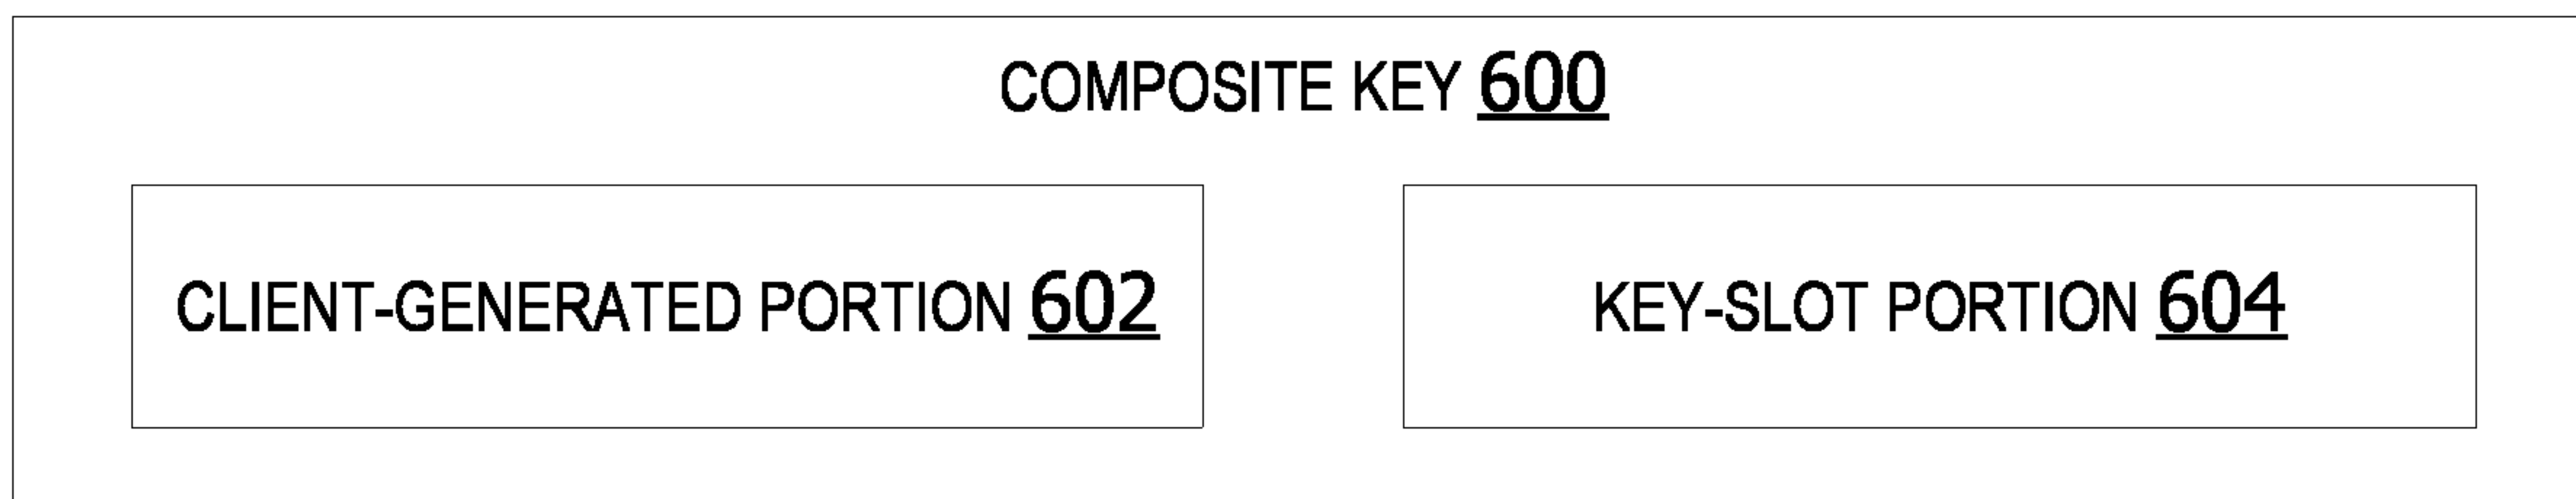 COMPOSITE KEY 600
CLIENT-GENERATED PORTION 602
KEY-SLOT PORTION 604